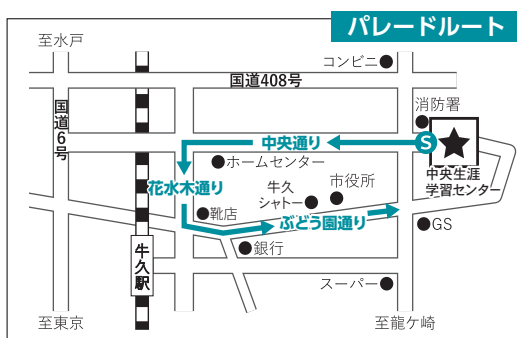 パレードルート
至水戸
コンビニ
国道408号
国道6号
消防署
S
中央通り
ホームセンター
中央生涯
学習センター
花水木通り
牛久
シャトー
市役所
靴店
ぶどう園通り
GS
銀行
牛久駅
スーパー
至東京
至龍ケ崎